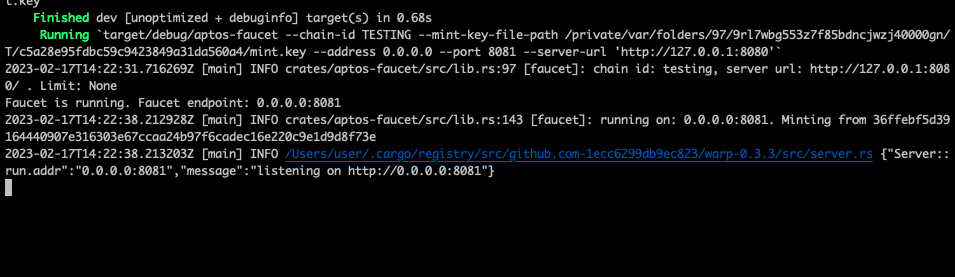 t.key
Finished dev [unoptimized + debuginfo] target(s) in 0.68s
Running `target/debug/aptos-faucet --chain-id TESTING --mint-key-file-path /private/var/folders/97/9rl7wbg553z7f85bdncjwzj40000gn/
T/c5a28e95fdbc59c9423849a31da560a4/mint.key --address 0.0.0.0 --port 8081 --server-url 'http://127.0.0.1:8080'`
2023-02-17T14:22:31.716269Z [main] INFO crates/aptos-faucet/src/lib.rs:97 [faucet]: chain id: testing, server url: http://127.0.0.1:808
0/ . Limit: None
Faucet is running. Faucet endpoint: 0.0.0.0:8081
2023-02-17T14:22:38.212928Z [main] INFO crates/aptos-faucet/src/lib.rs:143 [faucet]: running on: 0.0.0.0:8081. Minting from 36ffebf5d39
164440907e316303e67ccaa24b97f6cadec16e220c9e1d9d8f73e
2023-02-17T14:22:38.213203Z [main] INFO /Users/user/.cargo/registry/src/github.com-1ecc6299db9ec823/warp-0.3.3/src/server.rs {"Server::
run.addr":"0.0.0.0:8081","message":"listening on http://0.0.0.0:8081"}